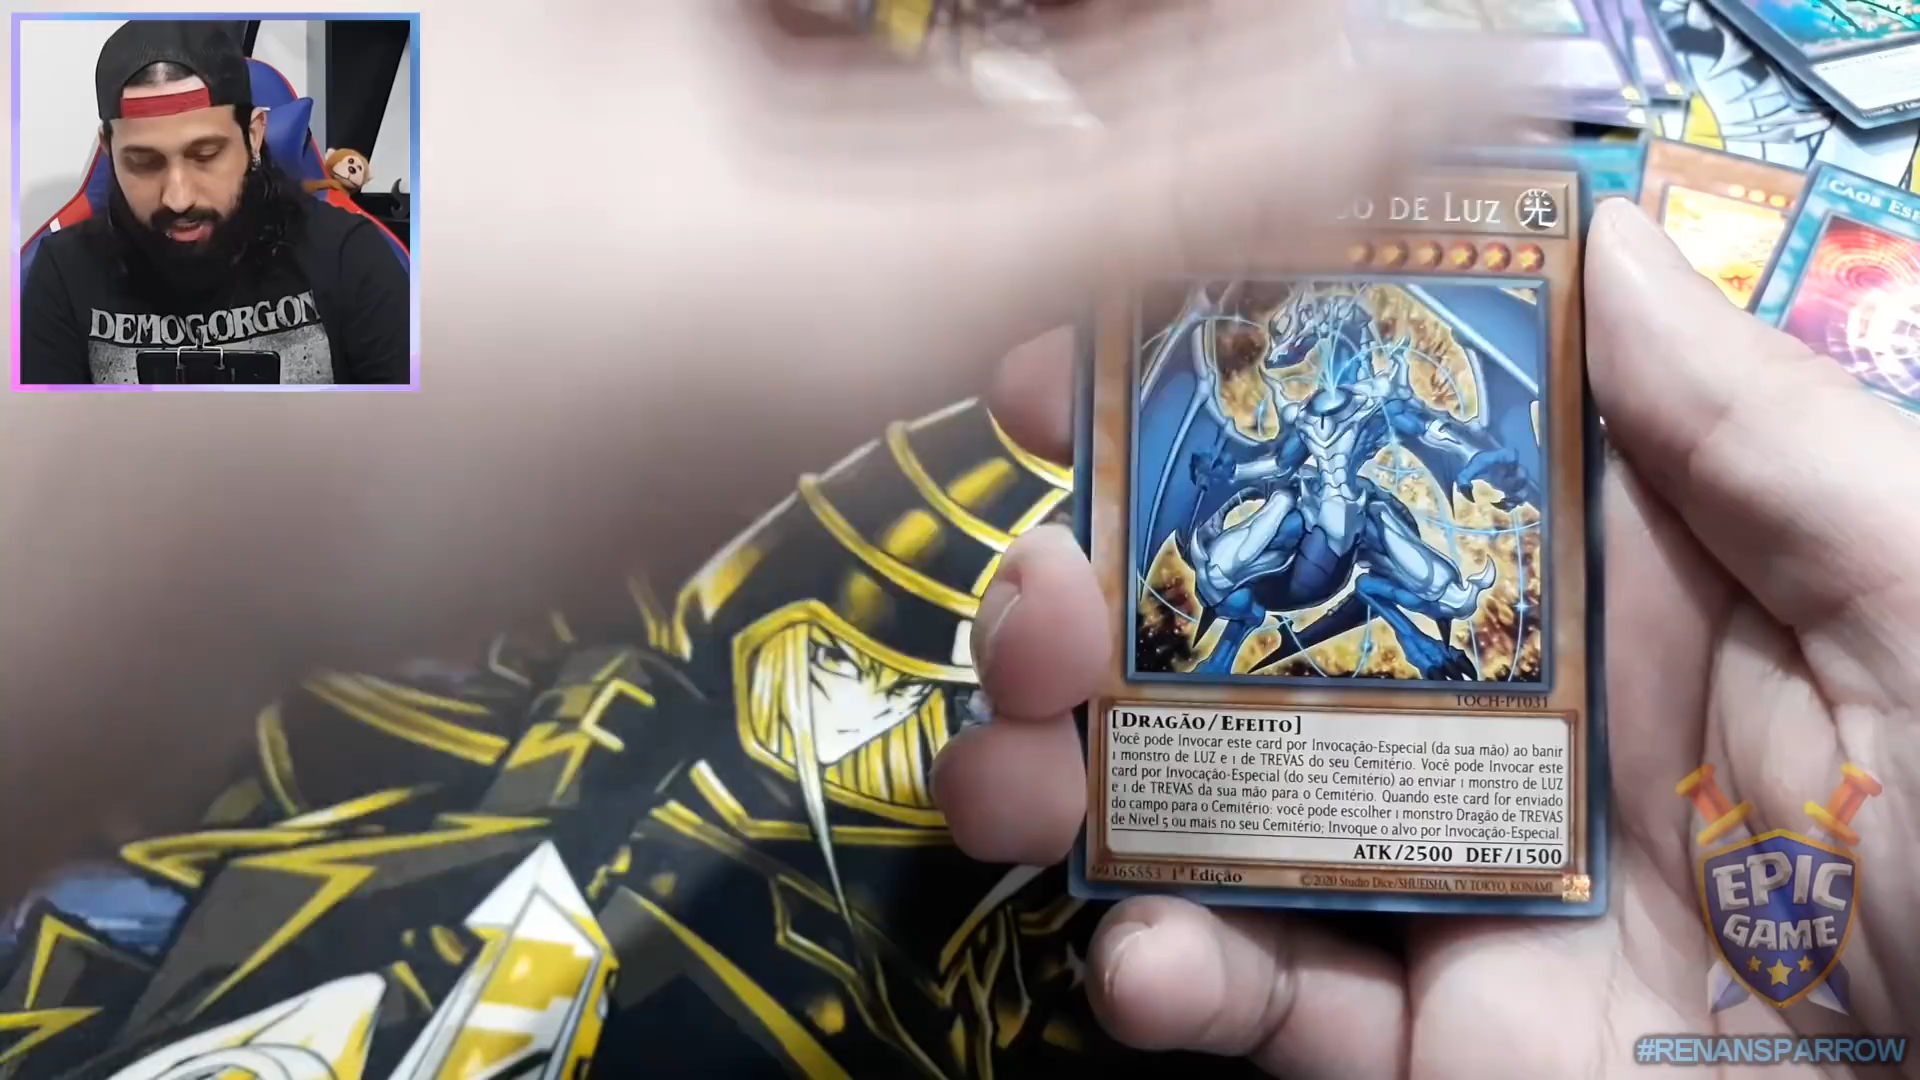 DEMOGORGON
DE LUZ 光
CAOS
TOCH-PT031
[DRAGÃO/EFEITO]
Você pode Invocar este card por Invocação-Especial (da sua mão) ao banir
1 monstro de LUZ e 1 de TREVAS do seu Cemitério. Você pode Invocar este
card por Invocação-Especial (do seu Cemitério) ao enviar 1 monstro de LUZ
e 1 de TREVAS da sua mão para o Cemitério. Quando este card for enviado
do campo para o Cemitério: você pode escolher 1 monstro Dragão de TREVAS
de Nível 5 ou mais no seu Cemitério; Invoque o alvo por Invocação-Especial.
ATK/2500 DEF/1500
99365553 1ª Edição ©2020 Studio Dice/SHUEISHA, TV TOKYO, KONAMI
EPIC
GAME
#RENANSPARROW